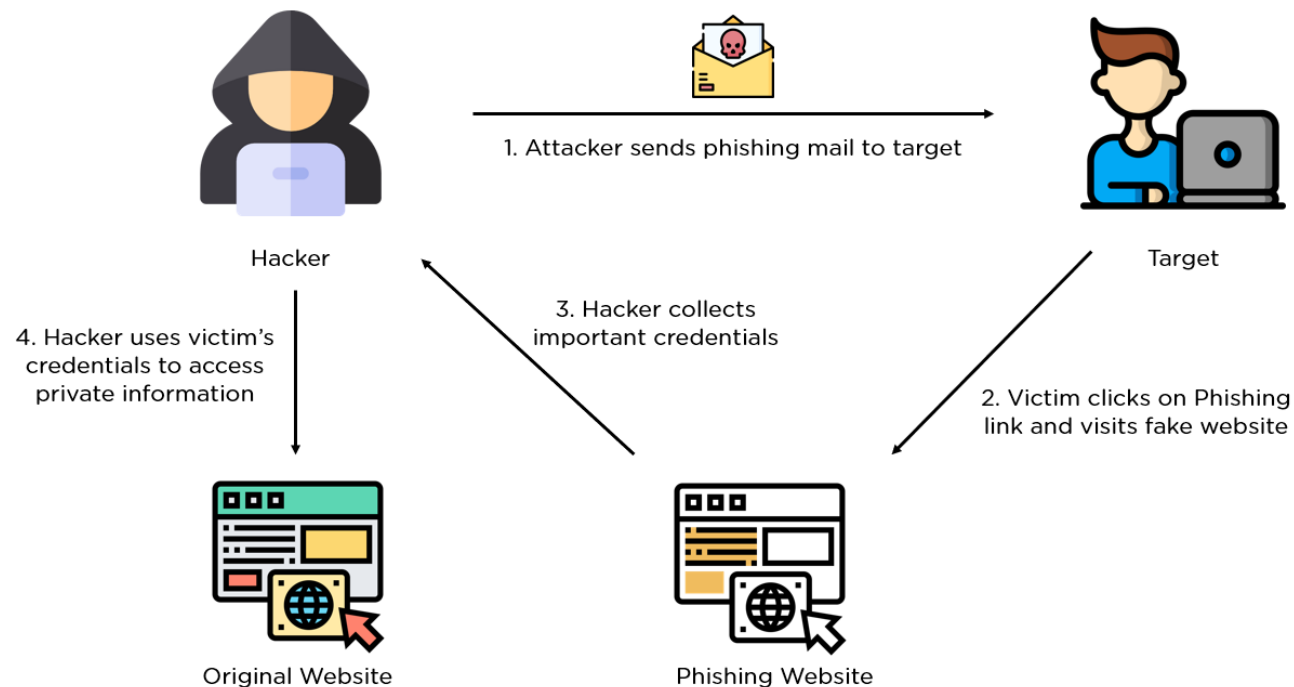 1. Attacker sends phishing mail to target
Hacker
Target
3. Hacker collects
important credentials
4. Hacker uses victim's
credentials to access
private information
2. Victim clicks on Phishing
link and visits fake website
Original Website
Phishing Website